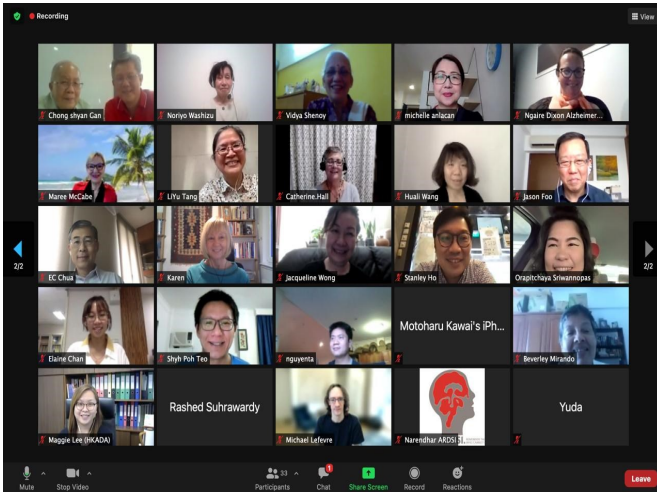 Recording
View
Chong shyan Gan
Noriyo Washizu
Vidya Shenoy
michelle anlacan
Ngaire Dixon Alzheimer...
Maree McCabe
LiYu Tang
Catherine.Hall
Huali Wang
Jason Foo
2/2
2/2
EC Chua
Karen
Jacqueline Wong
Stanley Ho
Orapitchaya Sriwannopas
Elaine Chan
Shyh Poh Teo
nguyenta
Motoharu Kawai's iPh...
Beverley Mirando
Maggie Lee (HKADA)
Rashed Suhrawardy
Michael Lefevre
Narendhar ARDSI
Yuda
33
1
Mute
Stop Video
Participants
Chat
Share Screen
Record
Reactions
Leave